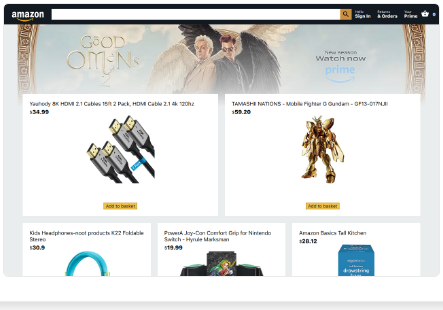 amazon
Hello
Sign In
Returns
& Orders
Your
Prime
0
GOOD
OMENS
2
New season
Watch now
prime
Yauhody 8K HDMI 2.1 Cables 15ft 2 Pack, HDMI Cable 2.1 4k 120hz
$34.99
Add to basket
TAMASHII NATIONS - Mobile Fighter G Gundam - GF13-017NJII
$59.20
Add to basket
Kids Headphones-noot products K22 Foldable
Stereo
$30.9
PowerA Joy-Con Comfort Grip for Nintendo
Switch - Hyrule Marksman
$19.99
Amazon Basics Tall Kitchen
$28.12
drawstring